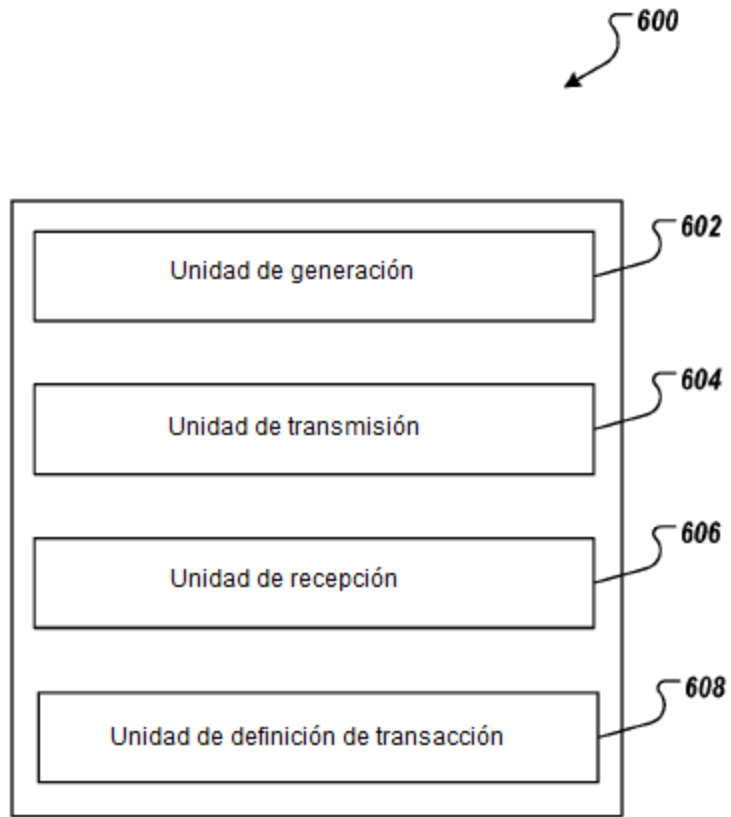 600
602
Unidad de generación
604
Unidad de transmisión
606
Unidad de recepción
608
Unidad de definición de transacción